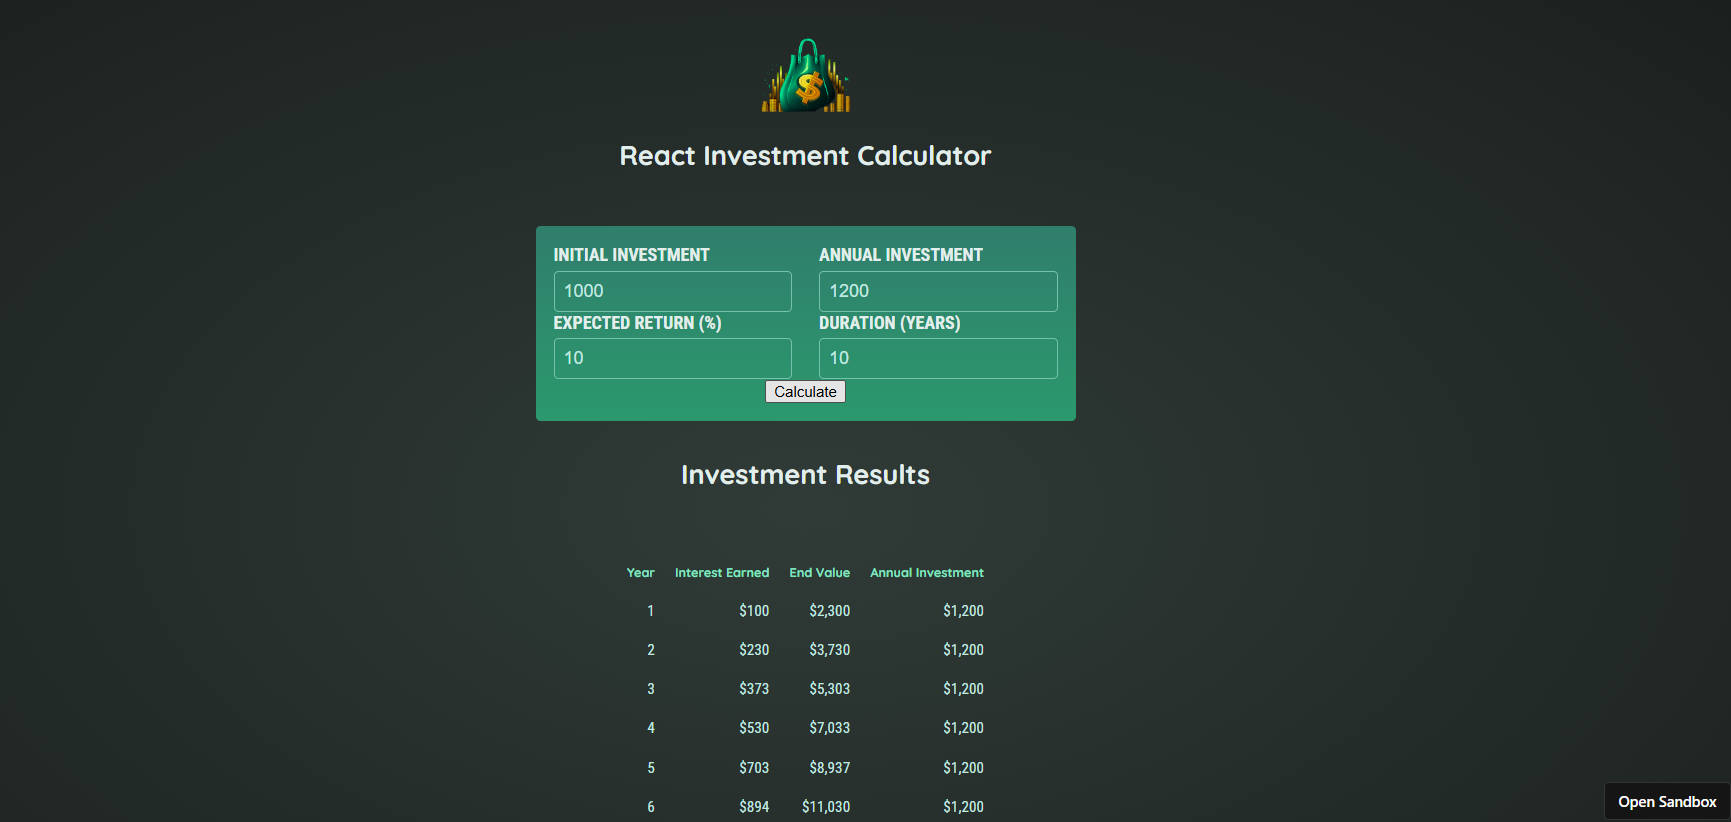 $
React Investment Calculator
INITIAL INVESTMENT ANNUAL INVESTMENT
1000 1200
EXPECTED RETURN (%) DURATION (YEARS)
10 10
Calculate
Investment Results
Year Interest Earned End Value Annual Investment
1 $100 $2,300 $1,200
2 $230 $3,730 $1,200
3 $373 $5,303 $1,200
4 $530 $7,033 $1,200
5 $703 $8,937 $1,200
6 $894 $11,030 $1,200
Open Sandbox